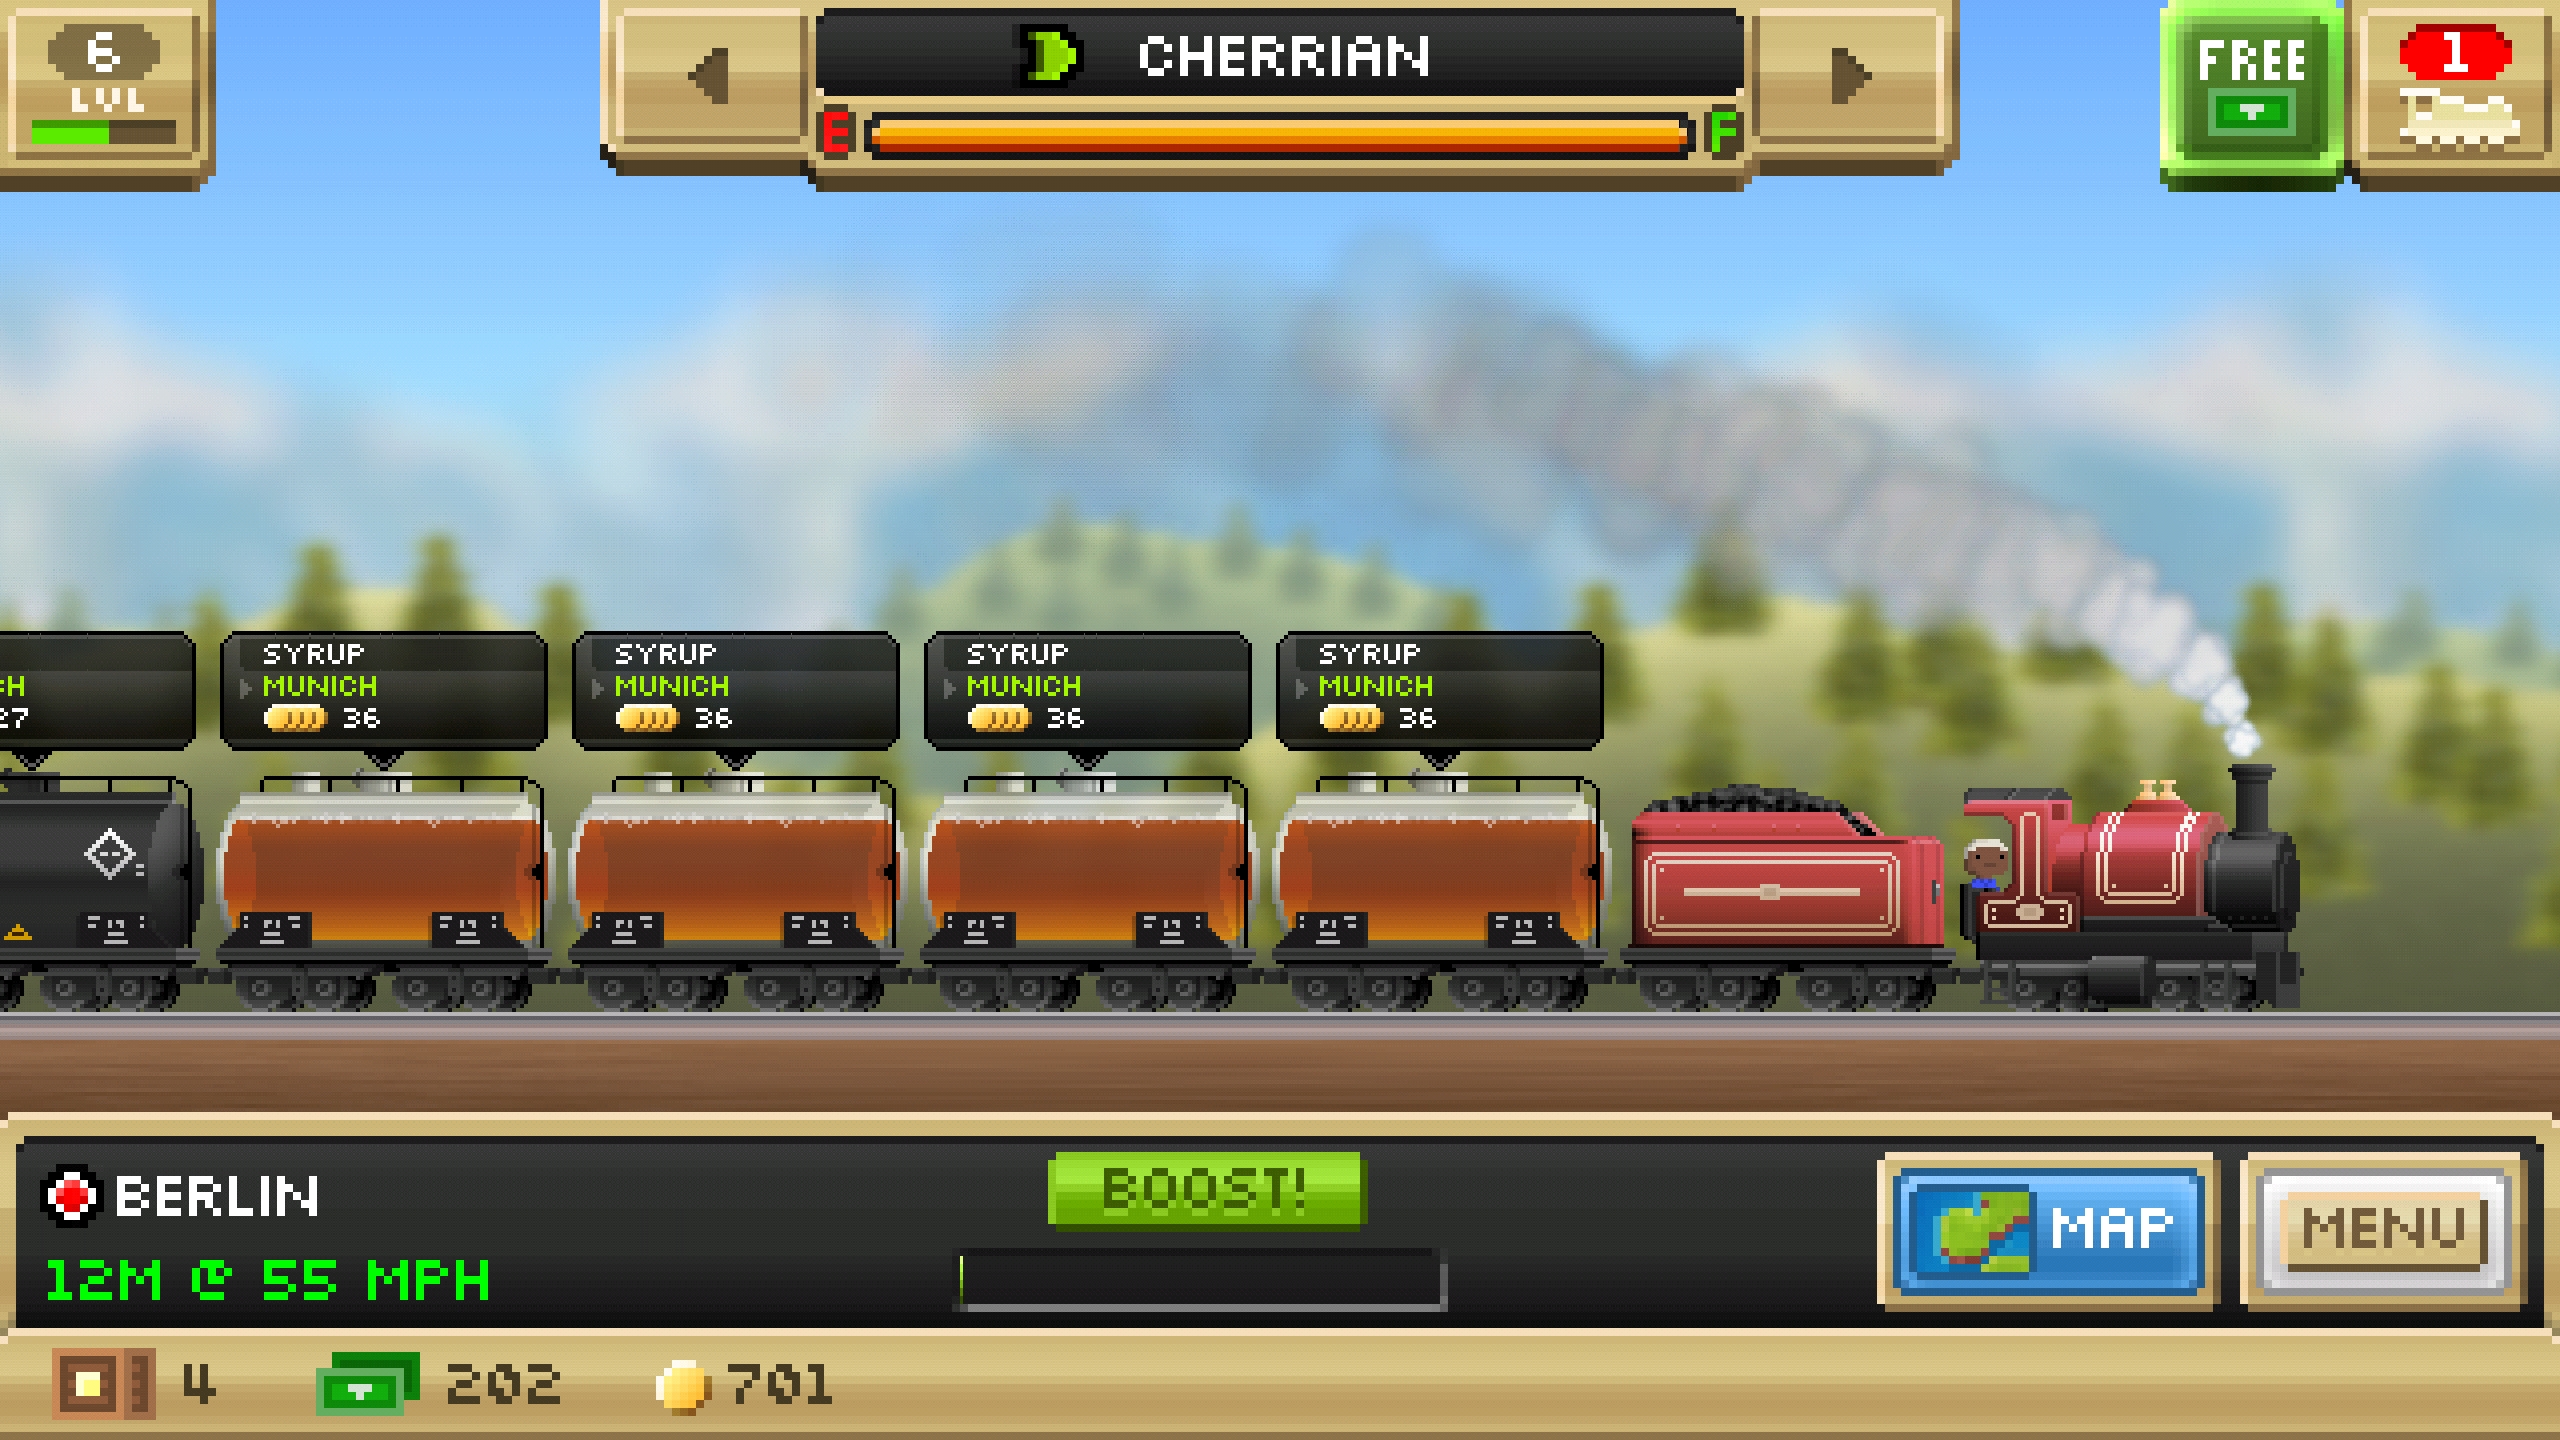 6
LVL
CHERRIAN
E F
FREE
1
SYRUP
MUNICH
36
SYRUP
MUNICH
36
SYRUP
MUNICH
36
SYRUP
MUNICH
36
27
BERLIN
12M @ 55 MPH
BOOST!
MAP
MENU
4
202
701